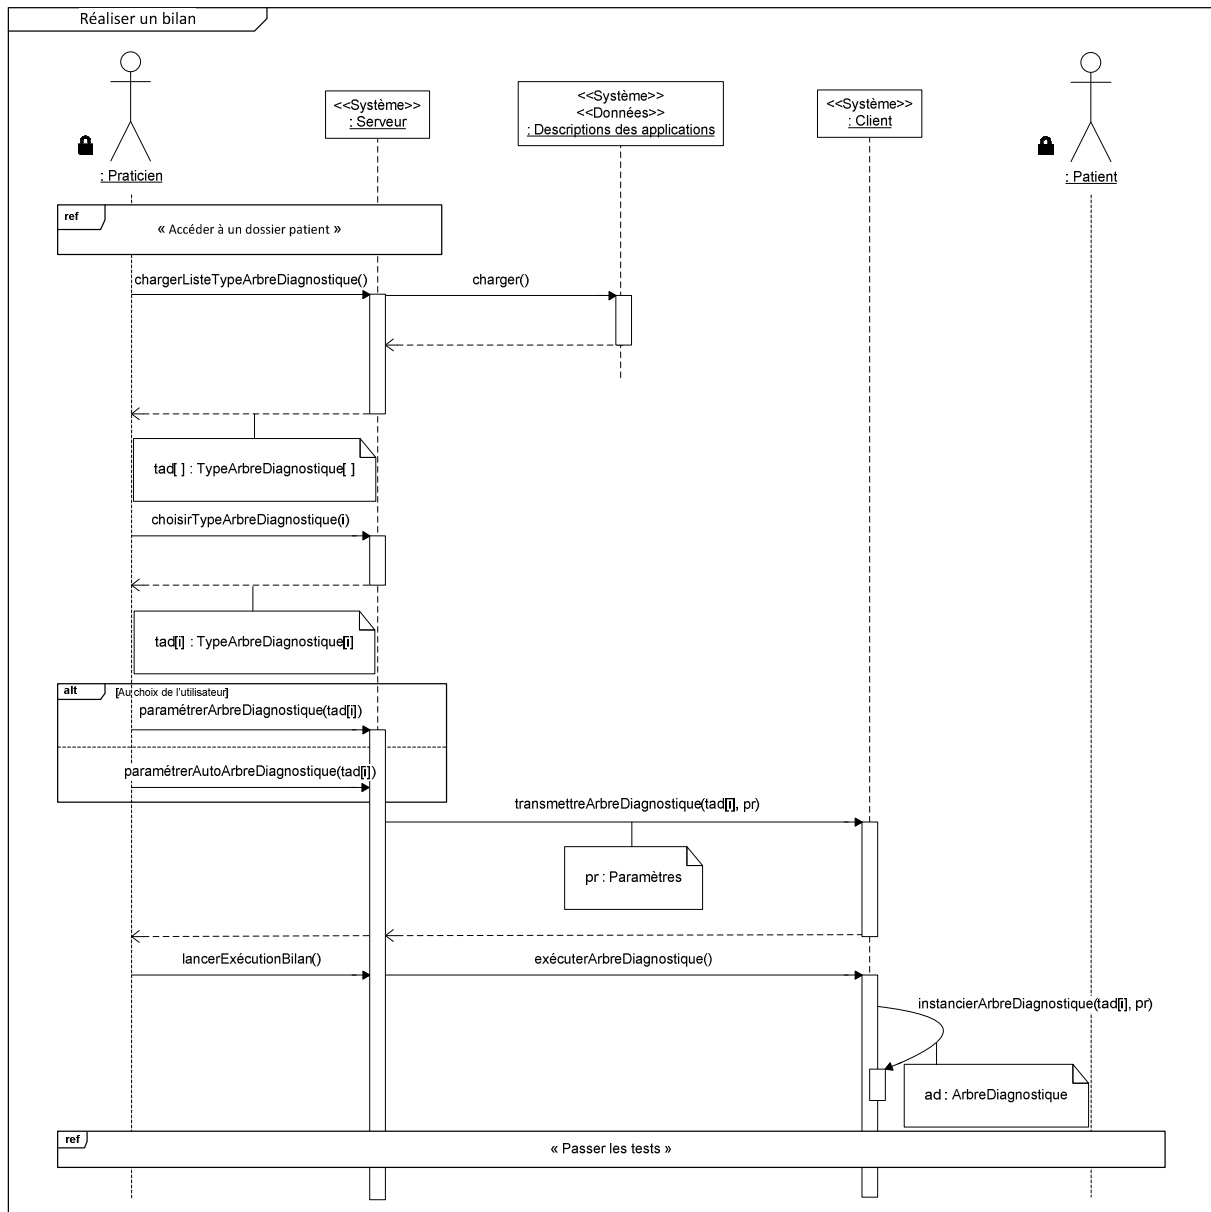 Réaliser un bilan
<<Système>>
: Serveur
<<Système>>
<<Données>>
: Descriptions des applications
<<Système>>
: Client
: Praticien
: Patient
ref
« Accéder à un dossier patient »
chargerListeTypeArbreDiagnostique()
charger()
tad[ ] : TypeArbreDiagnostique[ ]
choisirTypeArbreDiagnostique(i)
tad[i] : TypeArbreDiagnostique[i]
alt
[Au choix de l'utilisateur]
paramétrerArbreDiagnostique(tad[i])
paramétrerAutoArbreDiagnostique(tad[i])
transmettreArbreDiagnostique(tad[i], pr)
pr : Paramètres
lancerExécutionBilan()
exécuterArbreDiagnostique()
instancierArbreDiagnostique(tad[i], pr)
ad : ArbreDiagnostique
ref
« Passer les tests »